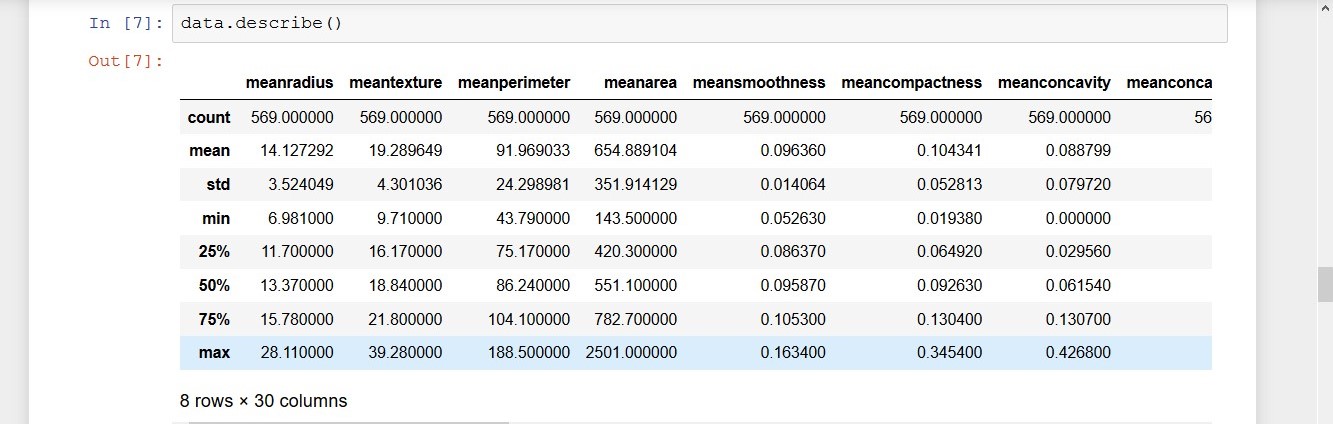 In [7]: data.describe()
Out[7]:
meanradius meantexture meanperimeter meanarea meansmoothness meancompactness meanconcavity meanconca
count 569.000000 569.000000 569.000000 569.000000 569.000000 569.000000 569.000000 56
mean 14.127292 19.289649 91.969033 654.889104 0.096360 0.104341 0.088799
std 3.524049 4.301036 24.298981 351.914129 0.014064 0.052813 0.079720
min 6.981000 9.710000 43.790000 143.500000 0.052630 0.019380 0.000000
25% 11.700000 16.170000 75.170000 420.300000 0.086370 0.064920 0.029560
50% 13.370000 18.840000 86.240000 551.100000 0.095870 0.092630 0.061540
75% 15.780000 21.800000 104.100000 782.700000 0.105300 0.130400 0.130700
max 28.110000 39.280000 188.500000 2501.000000 0.163400 0.345400 0.426800
8 rows × 30 columns